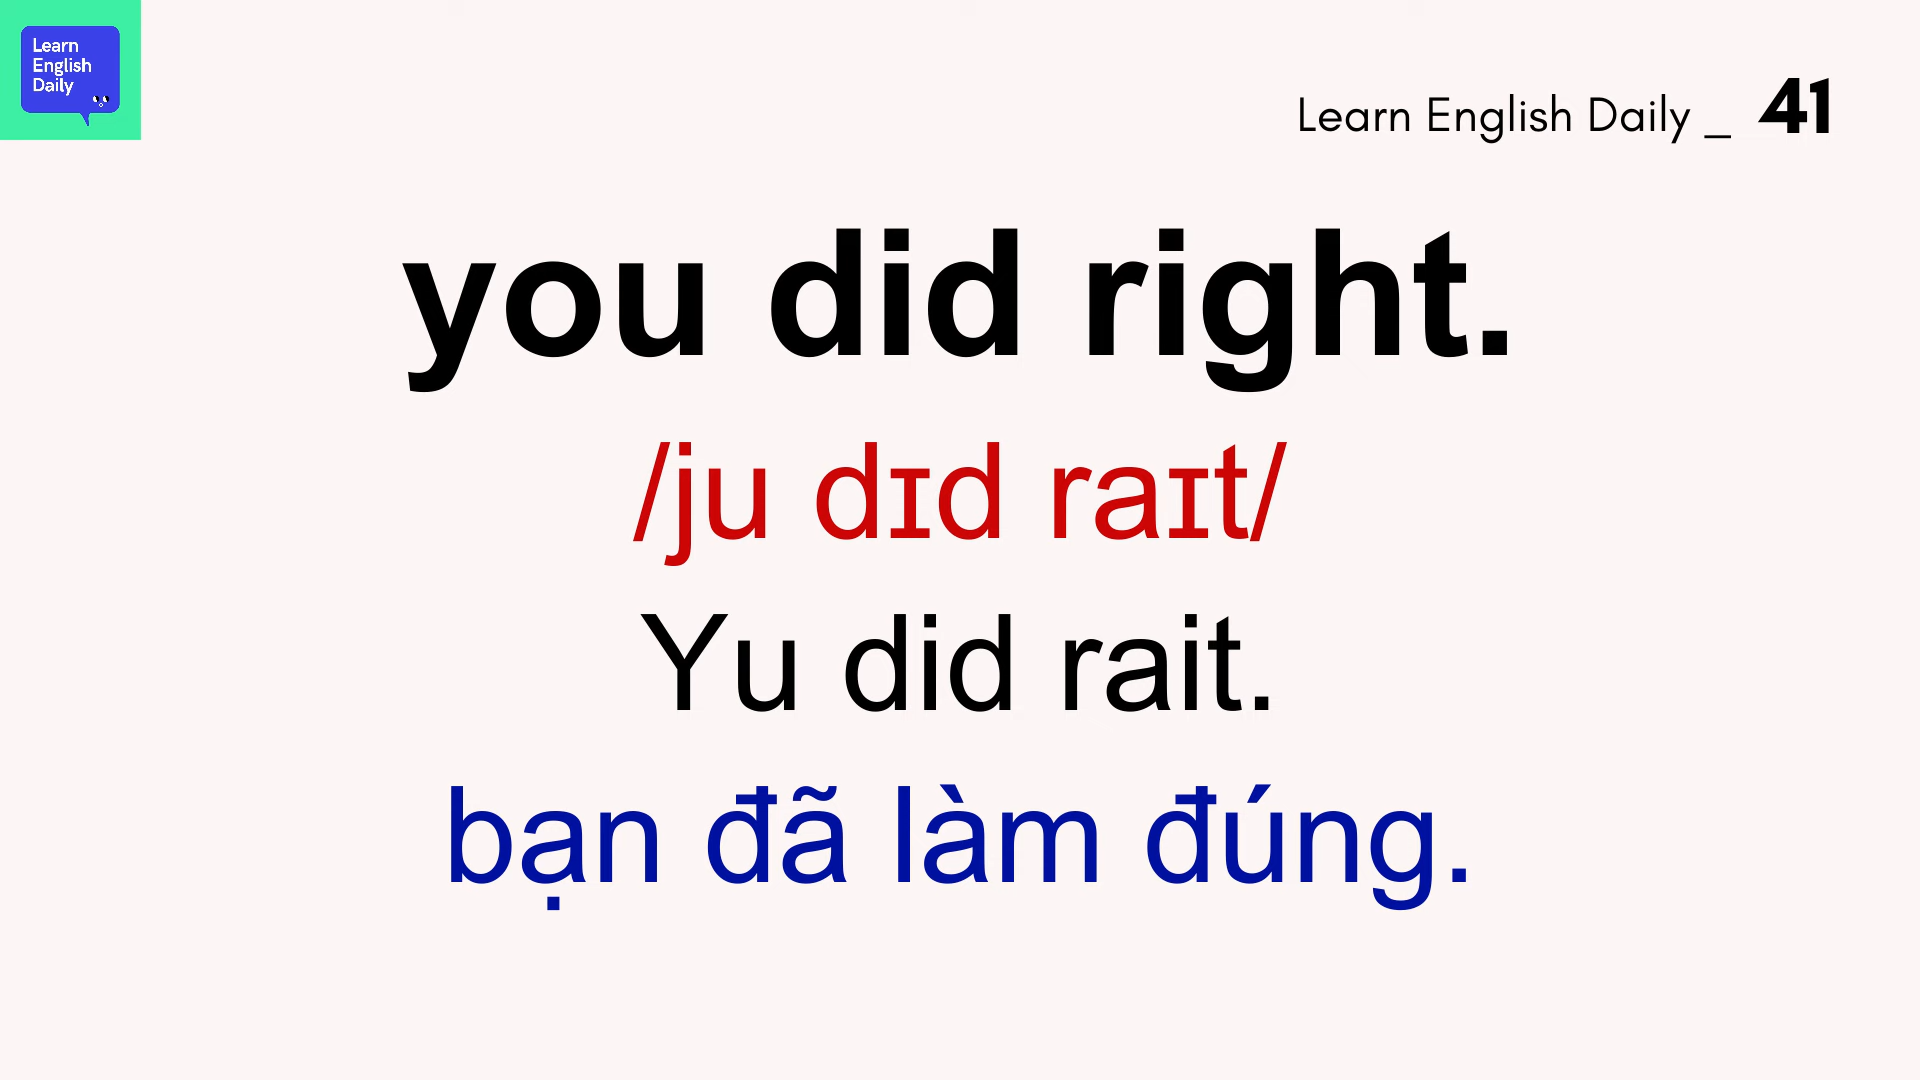 Learn
English
Daily
Learn English Daily _ 41
you did right.
/ju dɪd raɪt/
Yu did rait.
bạn đã làm đúng.